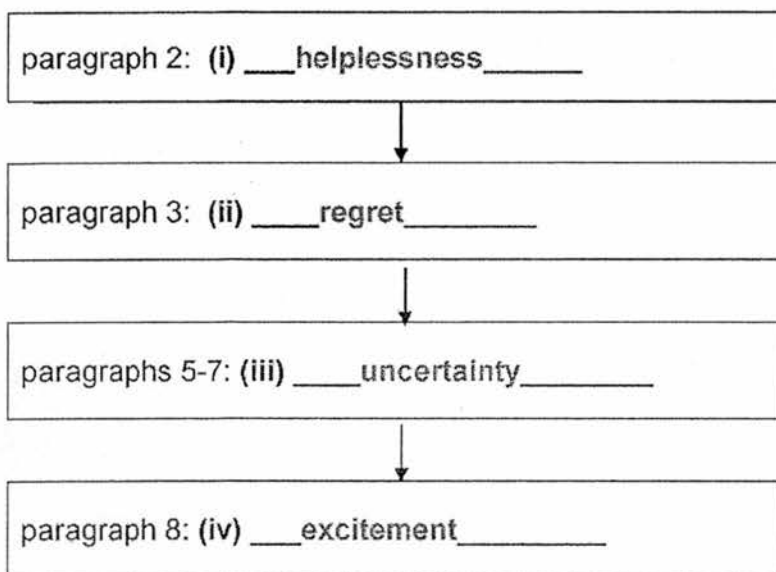 paragraph 2: (i) ___helplessness______
paragraph 3: (ii) ____regret________
paragraphs 5-7: (iii) ____uncertainty________
paragraph 8: (iv) ___excitement_________